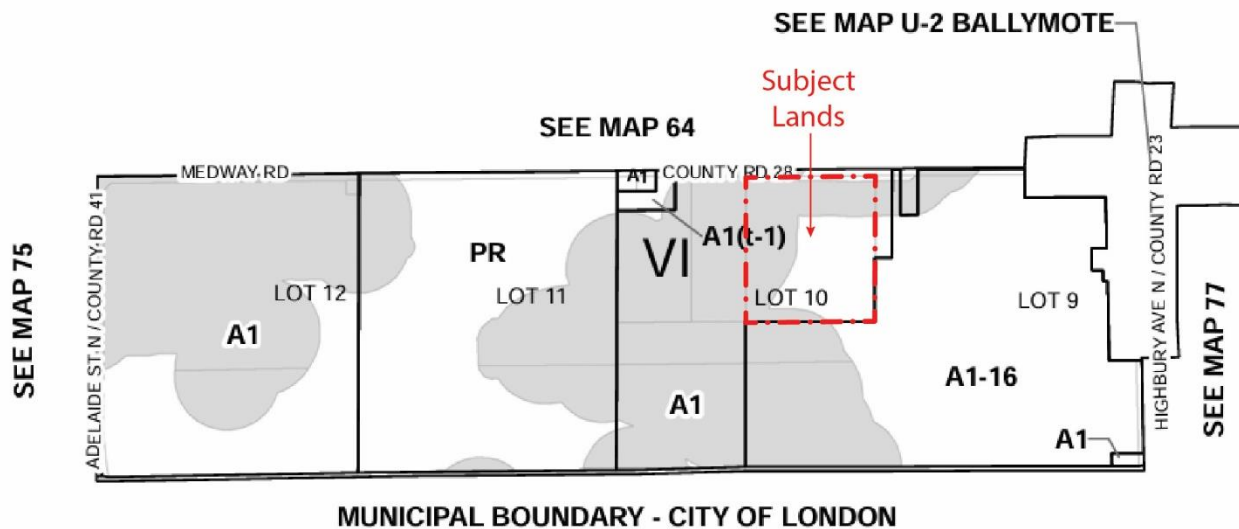 SEE MAP U-2 BALLYMOTE
Subject
Lands
SEE MAP 64
MEDWAY RD
COUNTY RD 28
A1
A1(t-1)
PR
VI
LOT 12
LOT 11
LOT 10
LOT 9
A1
A1
A1-16
A1
ADELAIDE ST N / COUNTY RD 41
SEE MAP 75
HIGHBURY AVE N / COUNTY RD 23
SEE MAP 77
MUNICIPAL BOUNDARY - CITY OF LONDON